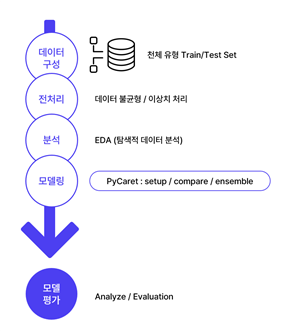 데이터
구성
천체 유형 Train/Test Set
전처리
데이터 불균형 / 이상치 처리
분석
EDA (탐색적 데이터 분석)
모델링
PyCaret : setup / compare / ensemble
모델
평가
Analyze / Evaluation